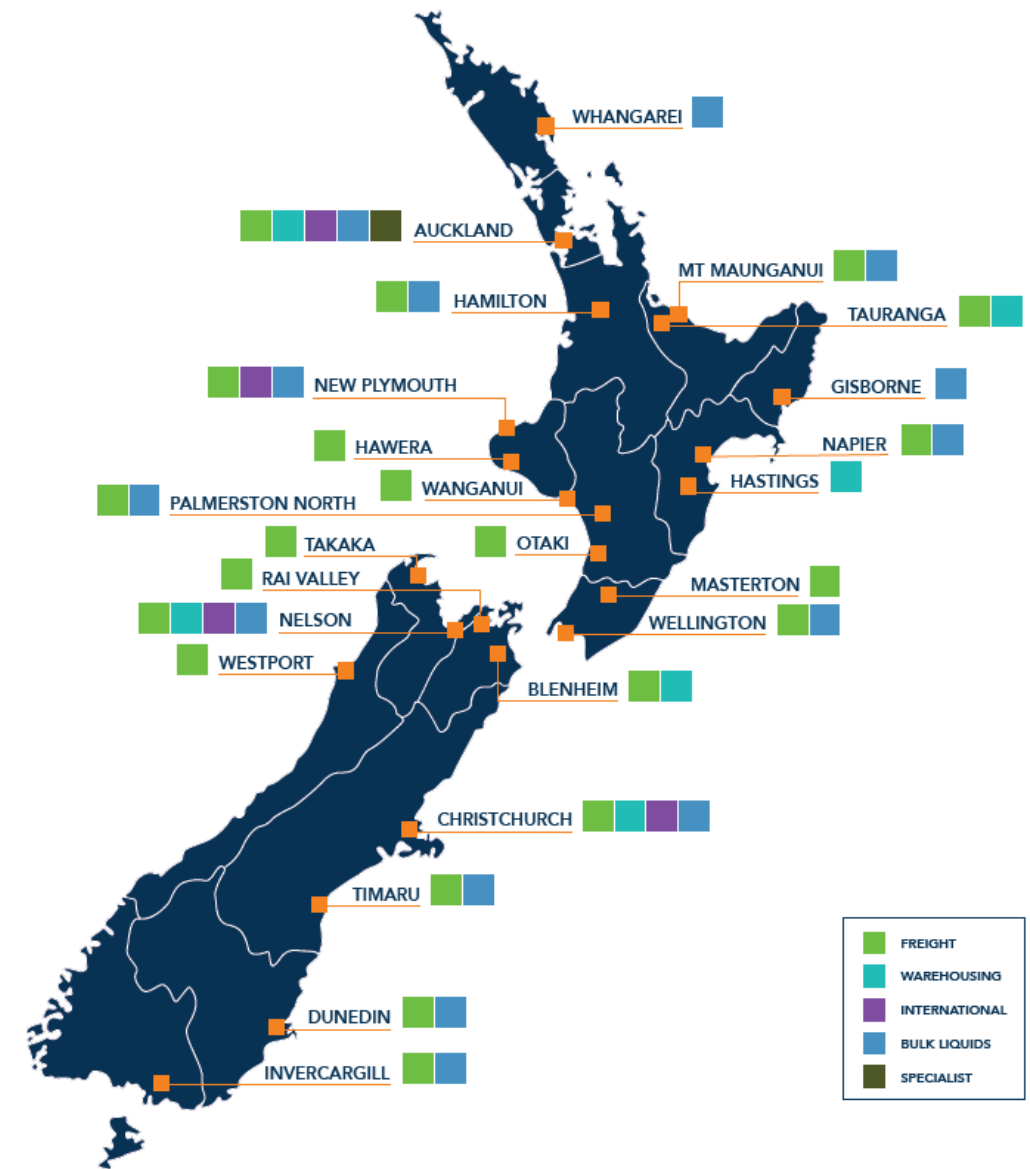 WHANGAREI
AUCKLAND
MT MAUNGANUI
HAMILTON
TAURANGA
NEW PLYMOUTH
GISBORNE
HAWERA
NAPIER
WANGANUI
HASTINGS
PALMERSTON NORTH
TAKAKA
OTAKI
RAI VALLEY
MASTERTON
NELSON
WELLINGTON
WESTPORT
BLENHEIM
CHRISTCHURCH
TIMARU
DUNEDIN
INVERCARGILL
FREIGHT
WAREHOUSING
INTERNATIONAL
BULK LIQUIDS
SPECIALIST